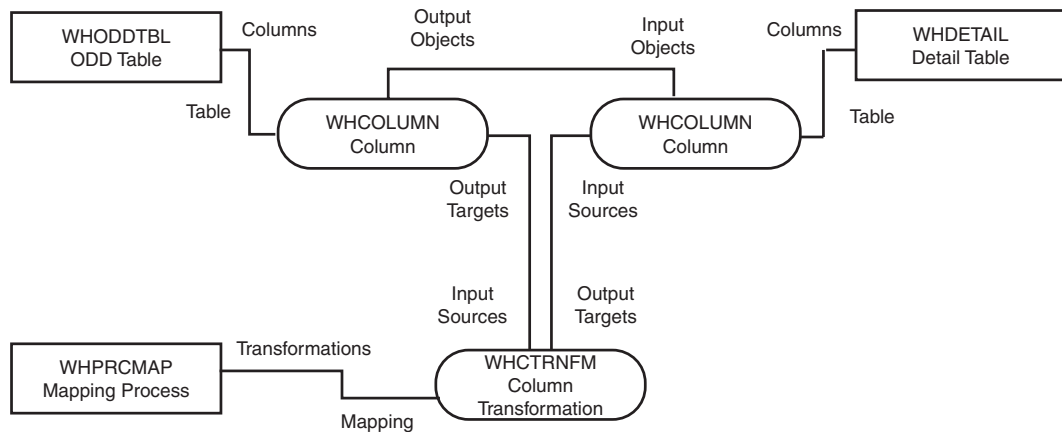 WHODDTBL
ODD Table
Columns
Output
Objects
Input
Objects
Columns
WHDETAIL
Detail Table
Table
WHCOLUMN
Column
WHCOLUMN
Column
Table
Output
Targets
Input
Sources
Input
Sources
Output
Targets
WHPRCMAP
Mapping Process
Transformations
Mapping
WHCTRNFM
Column
Transformation